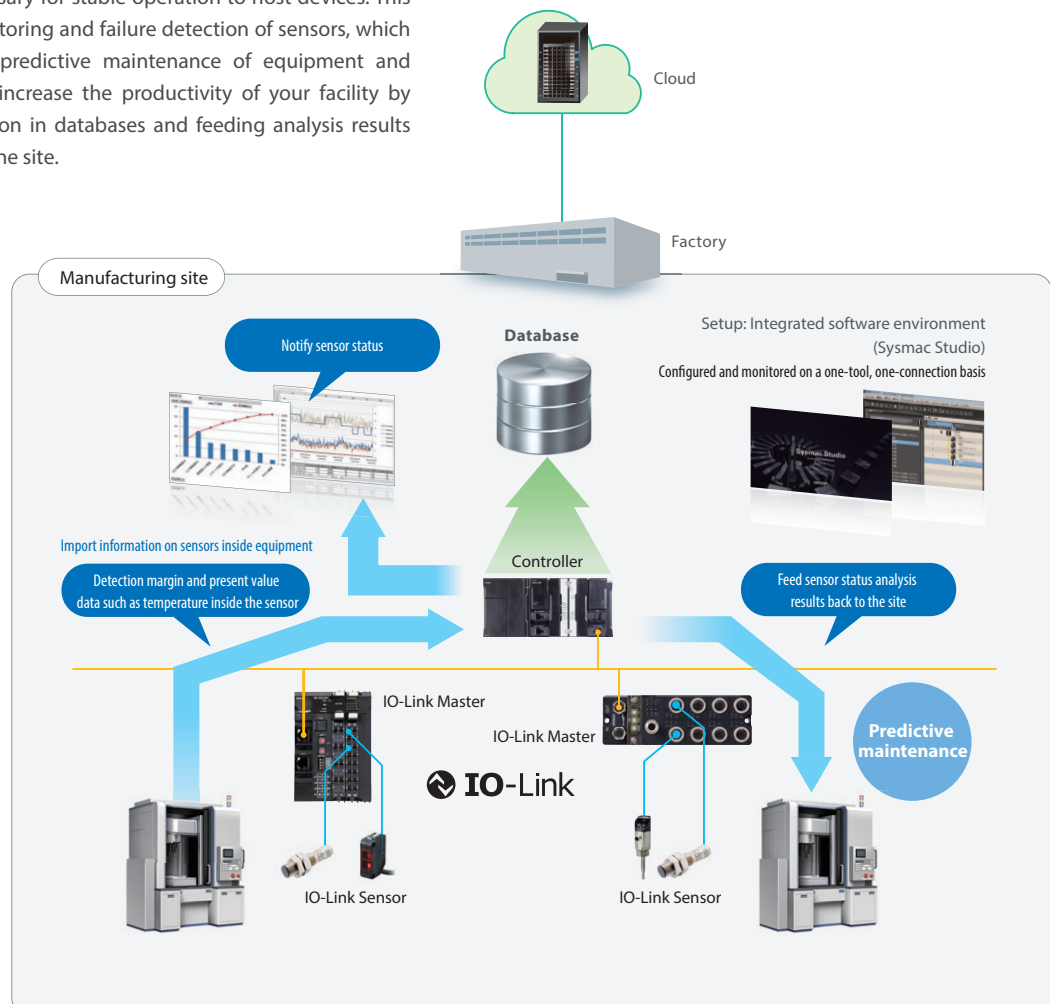 sary for stable operation to host devices. This
toring and failure detection of sensors, which
predictive maintenance of equipment and
increase the productivity of your facility by
ion in databases and feeding analysis results
he site.
Cloud
Factory
Manufacturing site
Notify sensor status
Database
Setup: Integrated software environment
(Sysmac Studio)
Configured and monitored on a one-tool, one-connection basis
Sysmac Studio
Import information on sensors inside equipment
Detection margin and present value
data such as temperature inside the sensor
Controller
Feed sensor status analysis
results back to the site
IO-Link Master
IO-Link Master
Predictive
maintenance
IO-Link
IO-Link Sensor
IO-Link Sensor